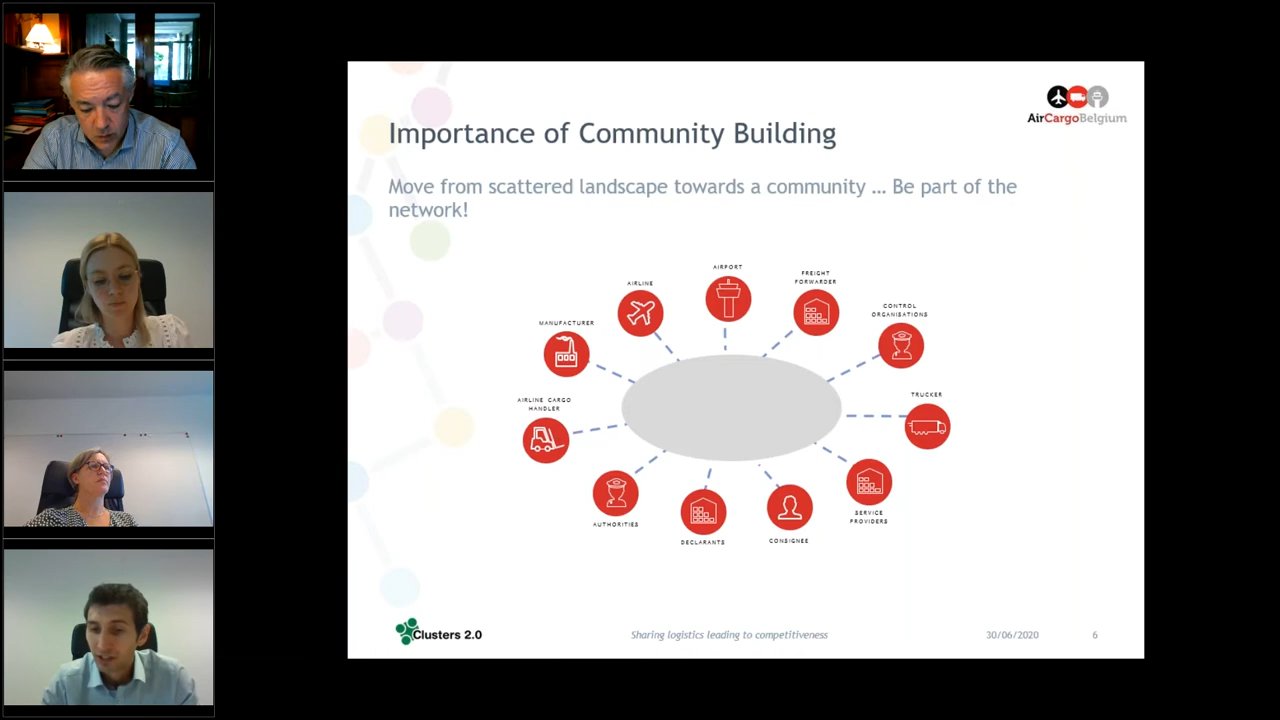 AirCargoBelgium
Importance of Community Building
Move from scattered landscape towards a community ... Be part of the
network!
AIRPORT
AIRLINE
FREIGHT
FORWARDER
CONTROL
ORGANISATIONS
MANUFACTURER
TRUCKER
AIRLINE CARGO
HANDLER
SERVICE
PROVIDERS
AUTHORITIES
DECLARANTS
CONSIGNEE
Clusters 2.0
Sharing logistics leading to competitiveness
30/06/2020
6